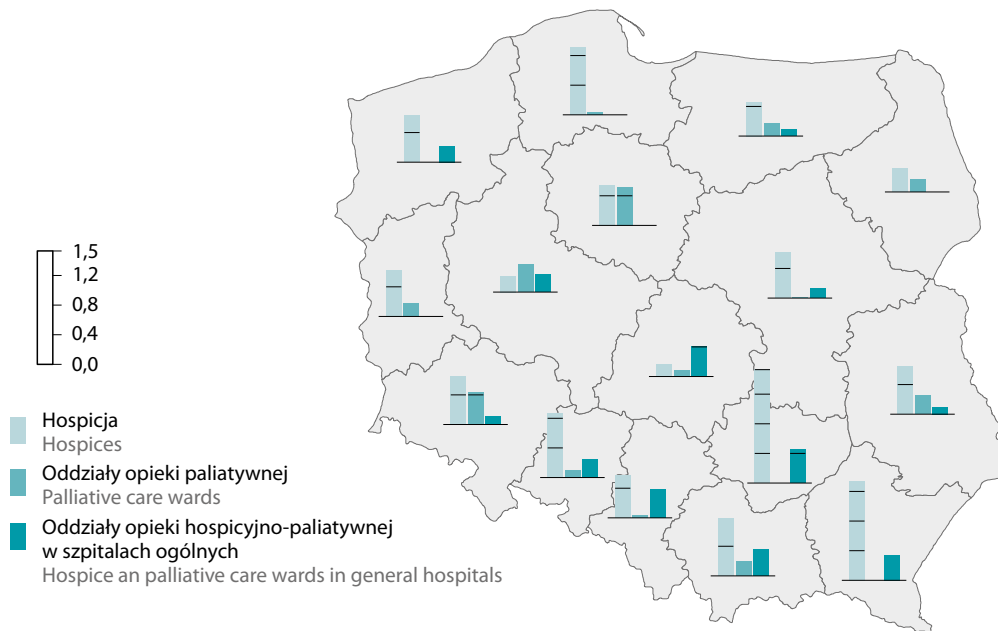 1,5
1,2
0,8
0,4
0,0
Hospicja
Hospices
Oddziały opieki paliatywnej
Palliative care wards
Oddziały opieki hospicyjno-paliatywnej
w szpitalach ogólnych
Hospice an palliative care wards in general hospitals